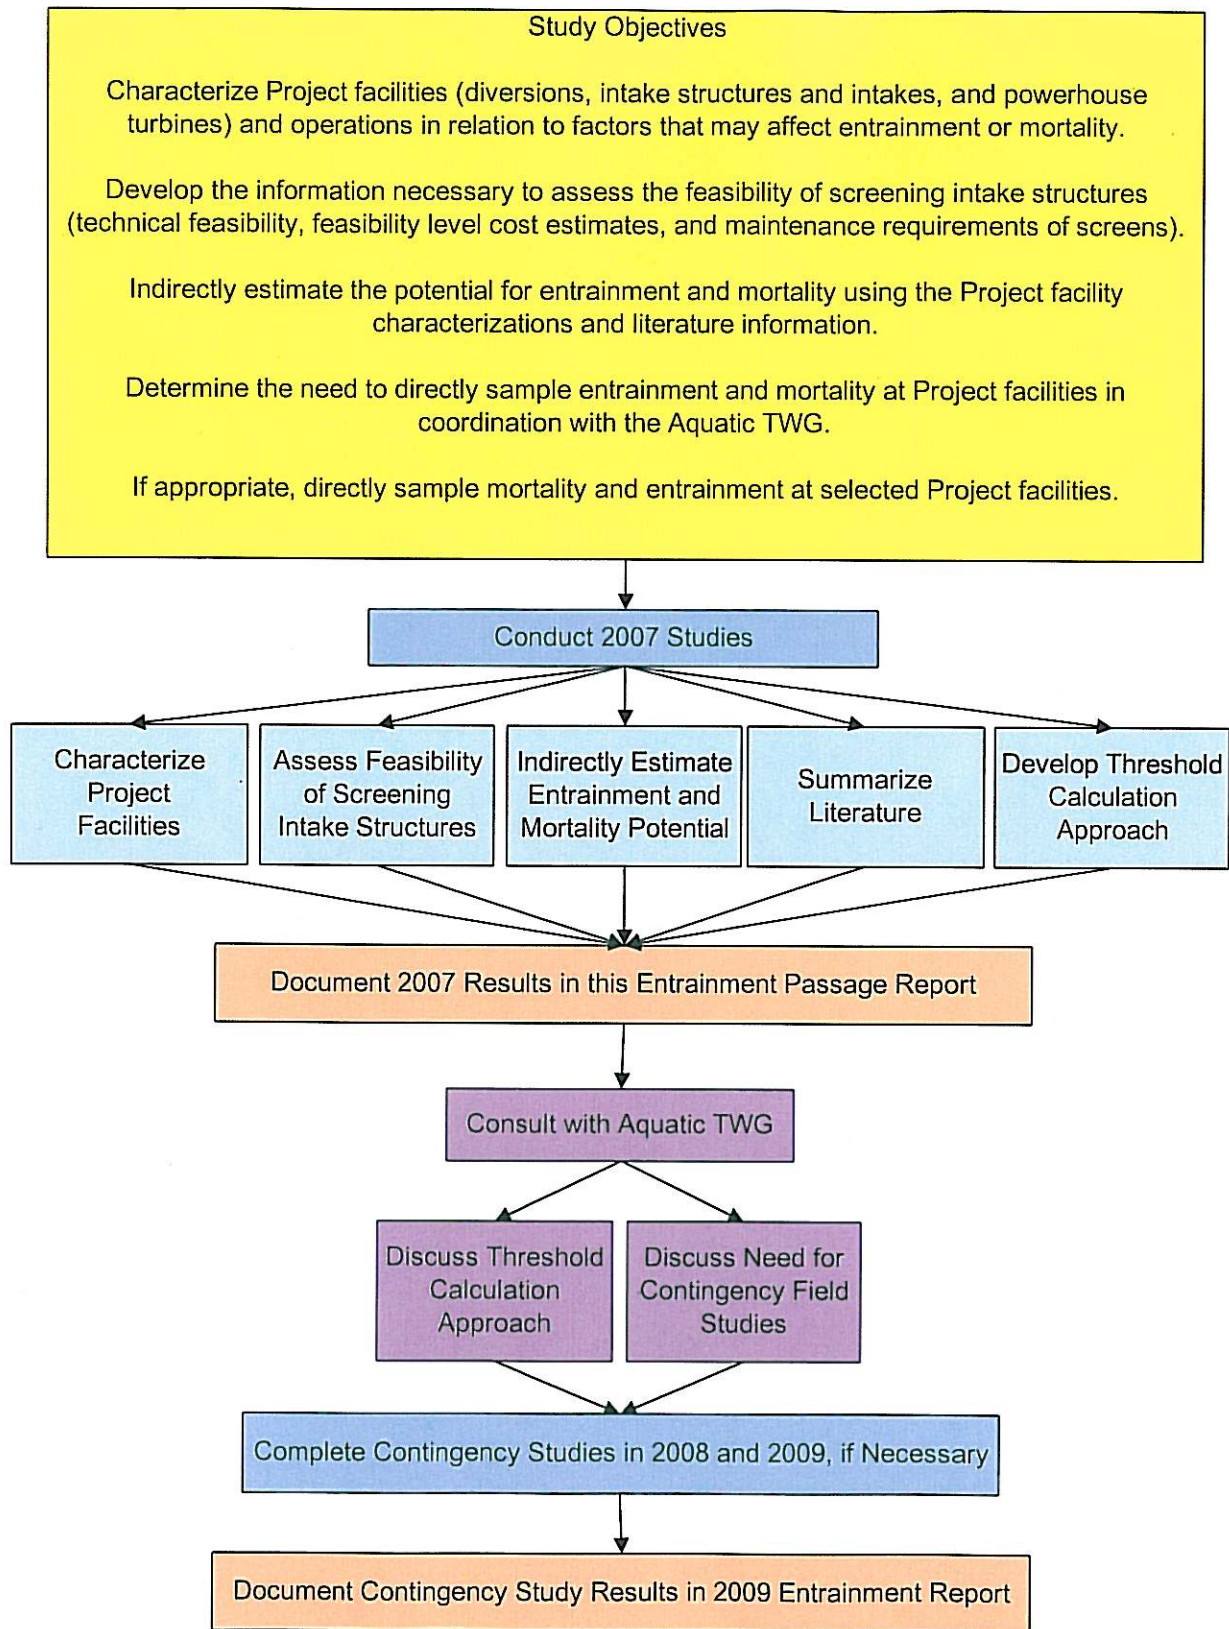 Study Objectives
Characterize Project facilities (diversions, intake structures and intakes, and powerhouse
turbines) and operations in relation to factors that may affect entrainment or mortality.
Develop the information necessary to assess the feasibility of screening intake structures
(technical feasibility, feasibility level cost estimates, and maintenance requirements of screens).
Indirectly estimate the potential for entrainment and mortality using the Project facility
characterizations and literature information.
Determine the need to directly sample entrainment and mortality at Project facilities in
coordination with the Aquatic TWG.
If appropriate, directly sample mortality and entrainment at selected Project facilities.
Conduct 2007 Studies
Characterize
Project
Facilities
Assess Feasibility
of Screening
Intake Structures
Indirectly Estimate
Entrainment and
Mortality Potential
Summarize
Literature
Develop Threshold
Calculation
Approach
Document 2007 Results in this Entrainment Passage Report
Consult with Aquatic TWG
Discuss Threshold
Calculation
Approach
Discuss Need for
Contingency Field
Studies
Complete Contingency Studies in 2008 and 2009, if Necessary
Document Contingency Study Results in 2009 Entrainment Report